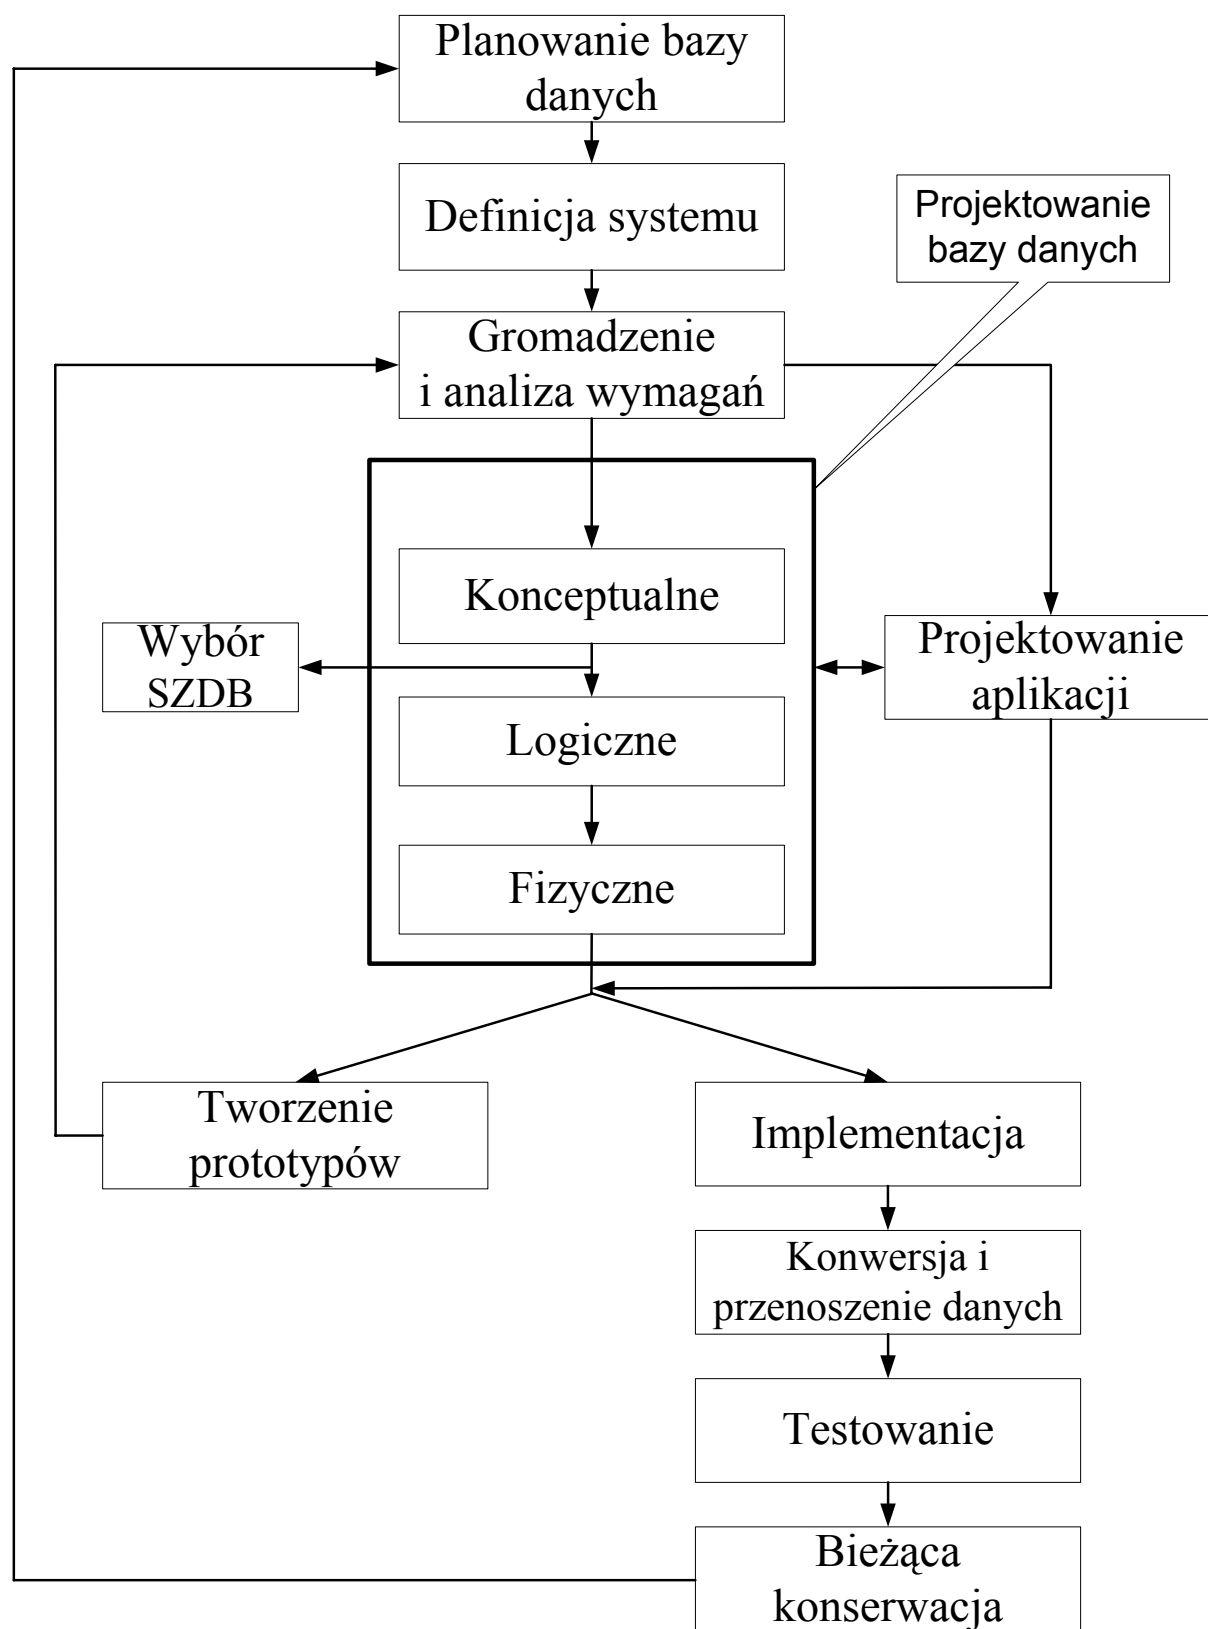 Planowanie bazy
danych
Definicja systemu
Projektowanie
bazy danych
Gromadzenie
i analiza wymagań
Konceptualne
Wybór
SZDB
Projektowanie
aplikacji
Logiczne
Fizyczne
Tworzenie
prototypów
Implementacja
Konwersja i
przenoszenie danych
Testowanie
Bieżąca
konserwacja